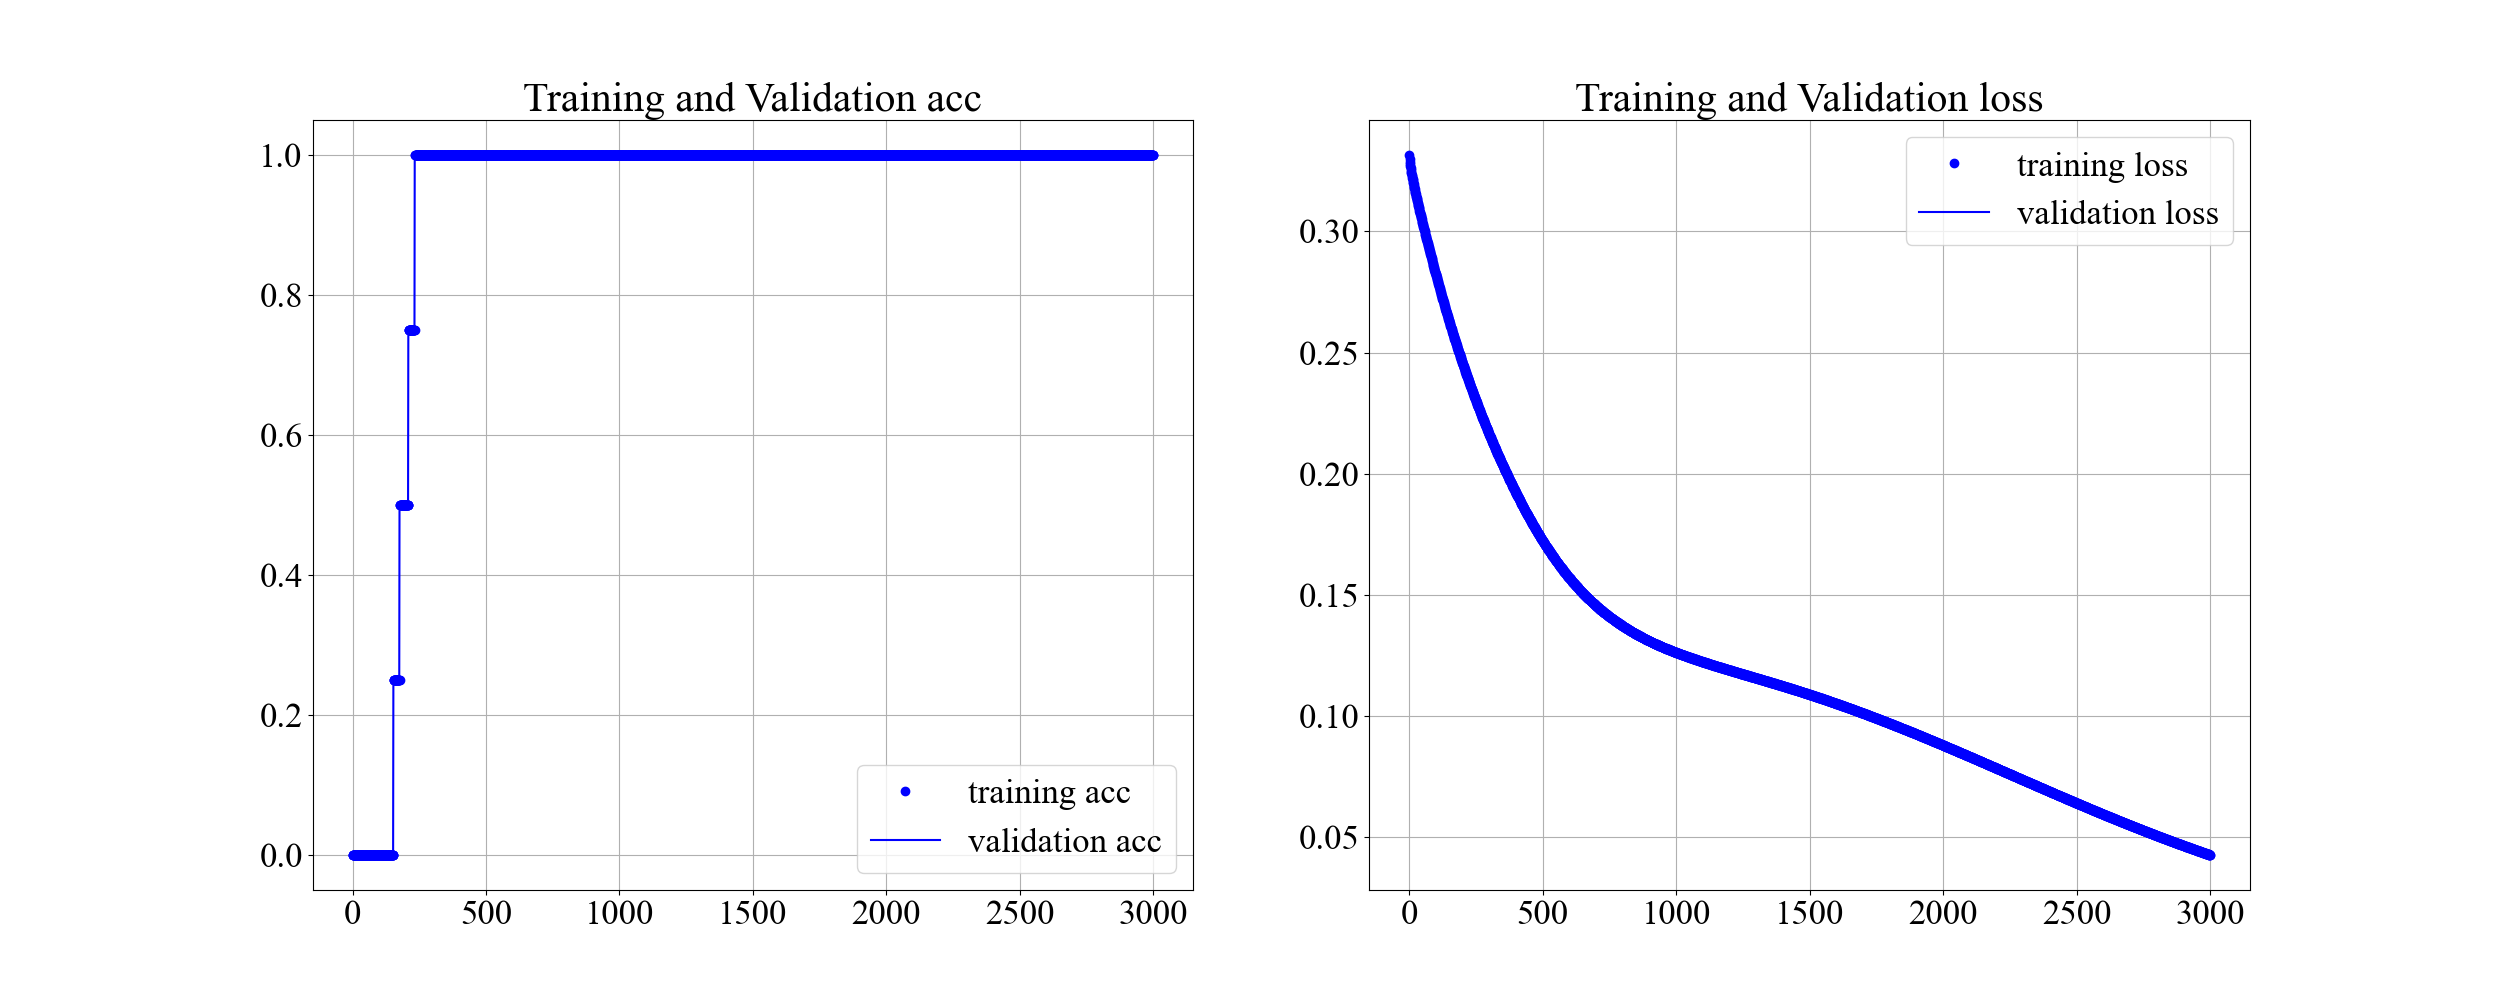 Training and Validation acc
1.0
0.8
0.6
0.4
0.2
0.0
training acc
validation acc
0 500 1000 1500 2000 2500 3000
Training and Validation loss
training loss
validation loss
0.30
0.25
0.20
0.15
0.10
0.05
0 500 1000 1500 2000 2500 3000